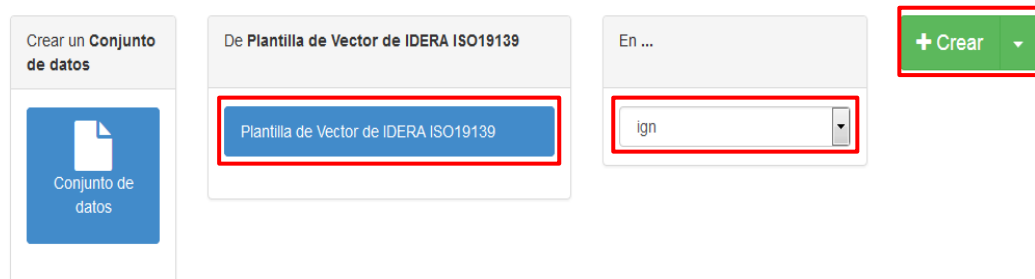 Crear un Conjunto
de datos
Conjunto de
datos
De Plantilla de Vector de IDERA ISO19139
Plantilla de Vector de IDERA ISO19139
En ...
ign
+ Crear